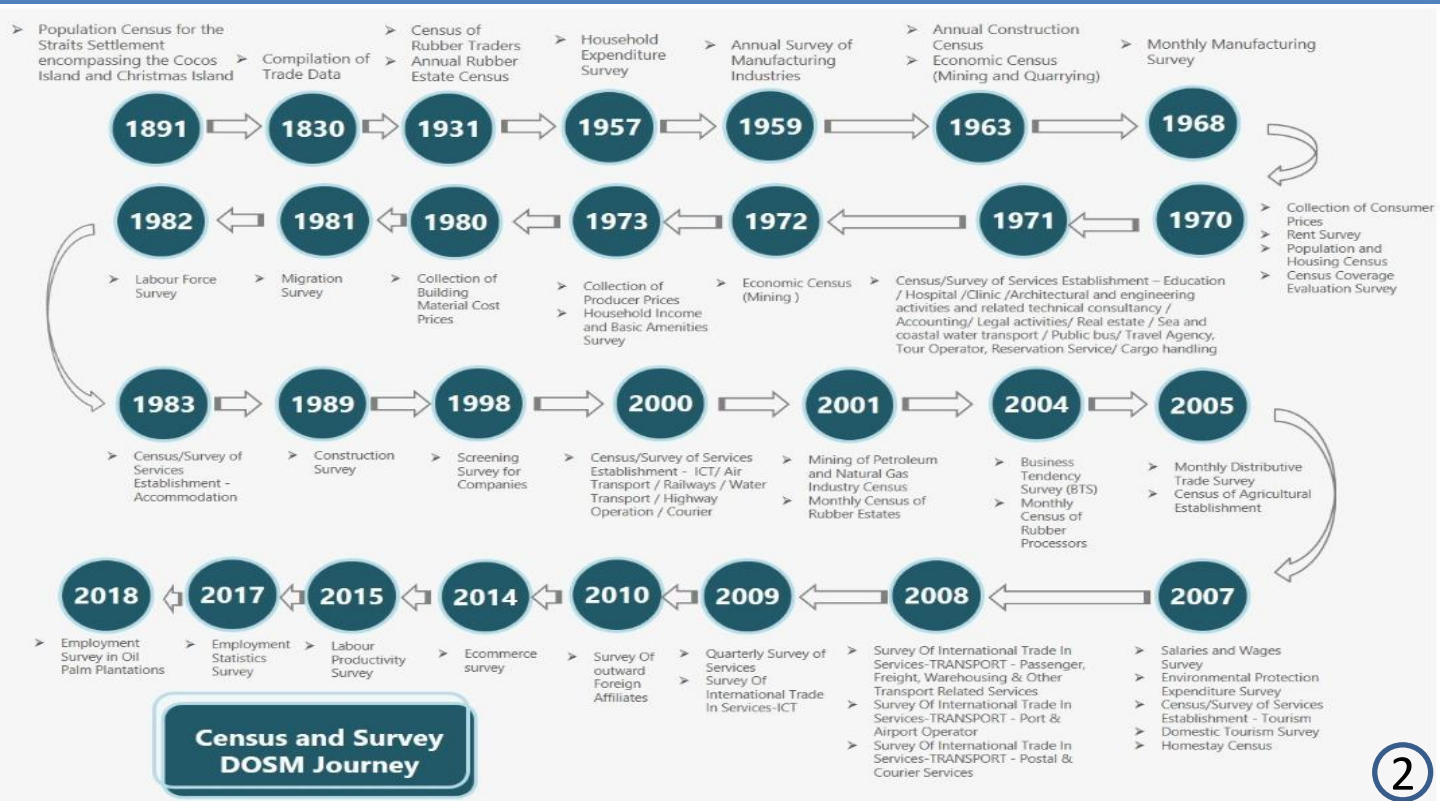 ➢ Population Census for the
Straits Settlement
encompassing the Cocos
Island and Christmas Island
➢ Compilation of
Trade Data
➢ Census of
Rubber Traders
➢ Annual Rubber
Estate Census
➢ Household
Expenditure
Survey
➢ Annual Survey of
Manufacturing
Industries
➢ Annual Construction
Census
➢ Economic Census
(Mining and Quarrying)
➢ Monthly Manufacturing
Survey
1891
1830
1931
1957
1959
1963
1968
1982
1981
1980
1973
1972
1971
1970
➢ Labour Force
Survey
➢ Migration
Survey
➢ Collection of
Building
Material Cost
Prices
➢ Collection of
Producer Prices
➢ Household Income
and Basic Amenities
Survey
➢ Economic Census
(Mining )
➢ Census/Survey of Services Establishment – Education
/ Hospital /Clinic /Architectural and engineering
activities and related technical consultancy /
Accounting/ Legal activities/ Real estate / Sea and
coastal water transport / Public bus/ Travel Agency,
Tour Operator, Reservation Service/ Cargo handling
➢ Collection of Consumer
Prices
➢ Rent Survey
➢ Population and
Housing Census
➢ Census Coverage
Evaluation Survey
1983
1989
1998
2000
2001
2004
2005
➢ Census/Survey of
Services
Establishment -
Accommodation
➢ Construction
Survey
➢ Screening
Survey for
Companies
➢ Census/Survey of Services
Establishment - ICT/ Air
Transport / Railways / Water
Transport / Highway
Operation / Courier
➢ Mining of Petroleum
and Natural Gas
Industry Census
➢ Monthly Census of
Rubber Estates
➢ Business
Tendency
Survey (BTS)
➢ Monthly
Census of
Rubber
Processors
➢ Monthly Distributive
Trade Survey
➢ Census of Agricultural
Establishment
2018
2017
2015
2014
2010
2009
2008
2007
➢ Employment
Survey in Oil
Palm Plantations
➢ Employment
Statistics
Survey
➢ Labour
Productivity
Survey
➢ Ecommerce
survey
➢ Survey Of
outward
Foreign
Affiliates
➢ Quarterly Survey of
Services
➢ Survey Of
International Trade
In Services-ICT
➢ Survey Of International Trade In
Services-TRANSPORT - Passenger,
Freight, Warehousing & Other
Transport Related Services
➢ Survey Of International Trade In
Services-TRANSPORT - Port &
Airport Operator
➢ Survey Of International Trade In
Services-TRANSPORT - Postal &
Courier Services
➢ Salaries and Wages
Survey
➢ Environmental Protection
Expenditure Survey
➢ Census/Survey of Services
Establishment - Tourism
➢ Domestic Tourism Survey
➢ Homestay Census
Census and Survey
DOSM Journey
2